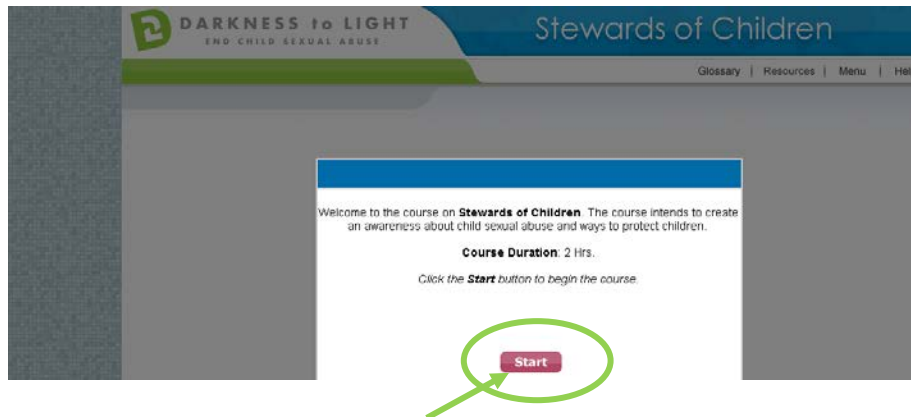 DARKNESS to LIGHT
END CHILD SEXUAL ABUSE
Stewards of Children
Glossary | Resources | Menu | Hel
Welcome to the course on Stewards of Children. The course intends to create
an awareness about child sexual abuse and ways to protect children.
Course Duration: 2 Hrs.
Click the Start button to begin the course.
Start